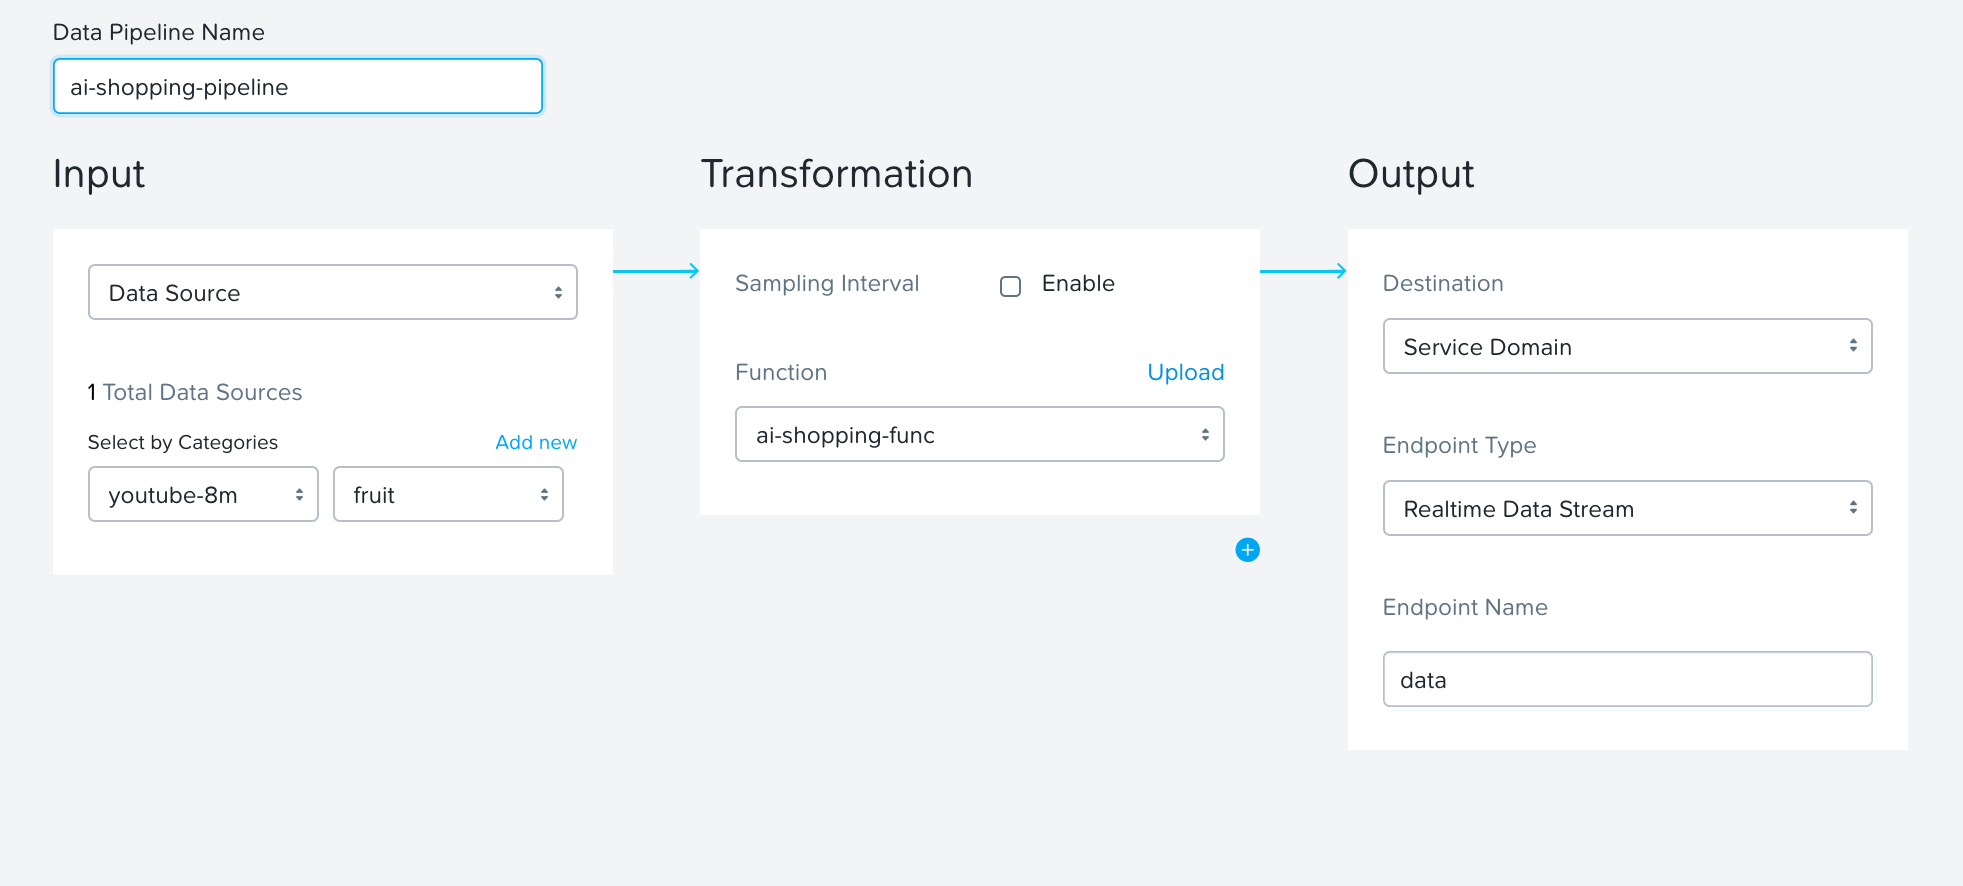 Data Pipeline Name
ai-shopping-pipeline
Input
Data Source
1 Total Data Sources
Select by Categories Add new
youtube-8m fruit
Transformation
Sampling Interval Enable
Function Upload
ai-shopping-func
Output
Destination
Service Domain
Endpoint Type
Realtime Data Stream
Endpoint Name
data